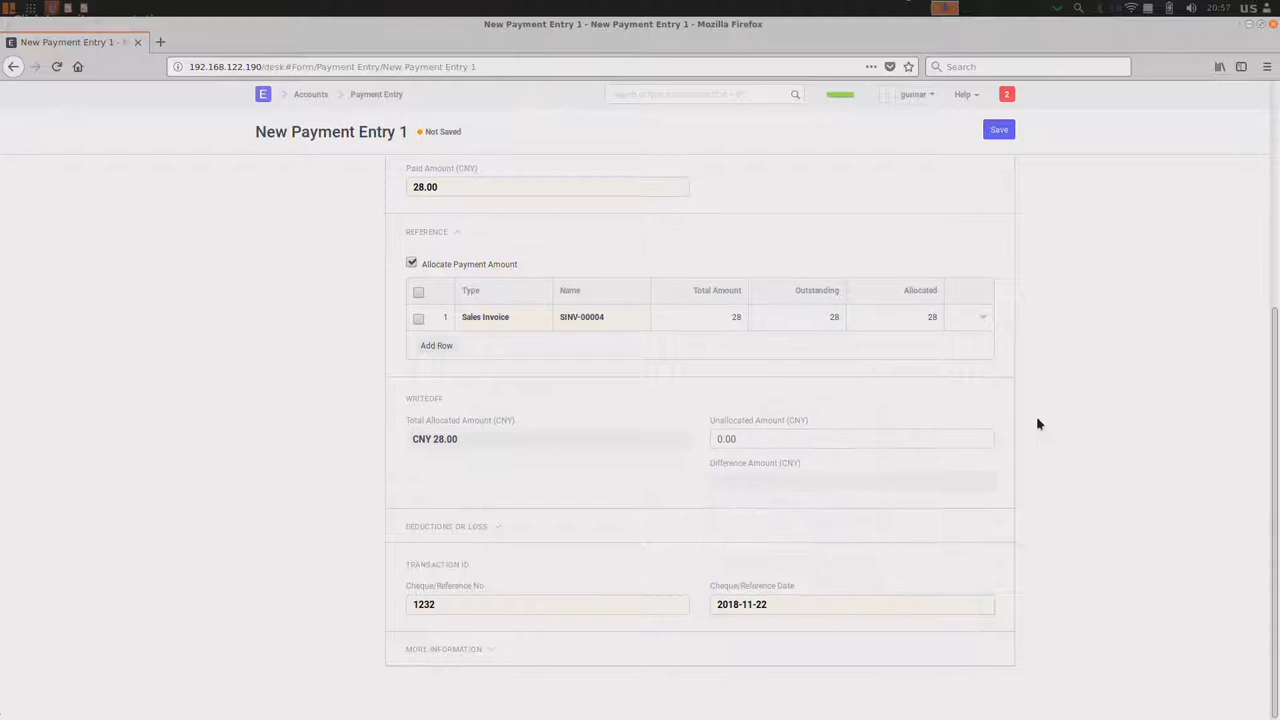 20:57 US
New Payment Entry 1 - New Payment Entry 1 - Mozilla Firefox
New Payment Entry 1 -
192.168.122.190/desk#Form/Payment Entry/New Payment Entry 1
Search
E Accounts Payment Entry
gunnar Help 2
New Payment Entry 1 Not Saved Save
Paid Amount (CNY)
28.00
REFERENCE
Allocate Payment Amount
Type Name Total Amount Outstanding Allocated
1 Sales Invoice SINV-00004 28 28 28
Add Row
WRITEOFF
Total Allocated Amount (CNY) Unallocated Amount (CNY)
CNY 28.00 0.00
Difference Amount (CNY)
DEDUCTIONS OR LOSS
TRANSACTION ID
Cheque/Reference No Cheque/Reference Date
1232 2018-11-22
MORE INFORMATION